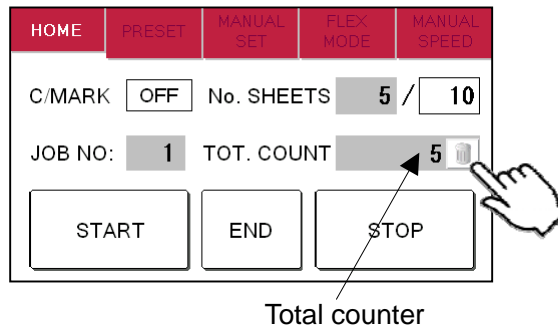 HOME PRESET MANUAL SET FLEX MODE MANUAL SPEED
C/MARK OFF No. SHEETS 5 / 10
JOB NO: 1 TOT. COUNT 5
START END STOP
Total counter